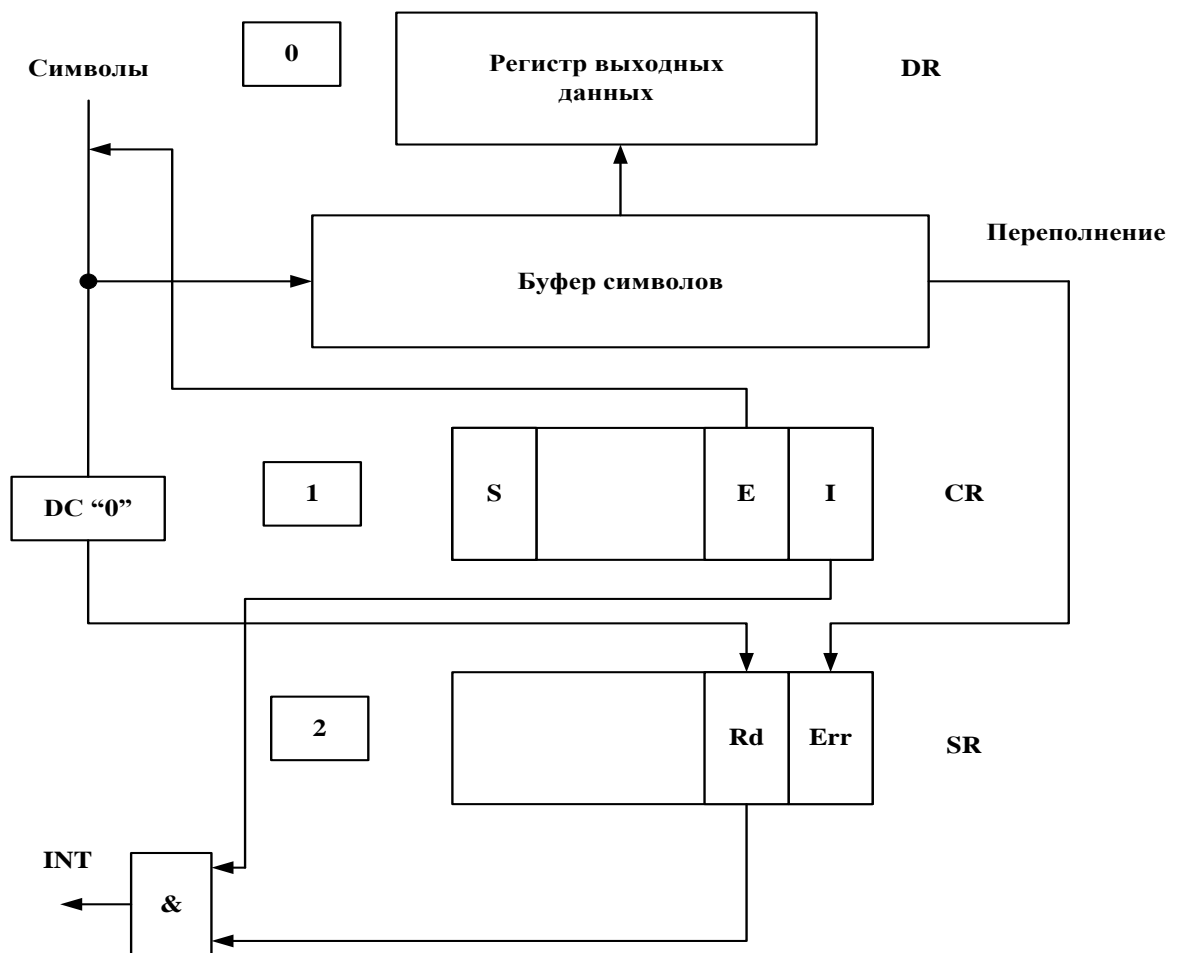 0
Регистр выходных
данных
DR
Символы
Переполнение
Буфер символов
DC “0”
1
S
E
I
CR
2
Rd
Err
SR
INT
&